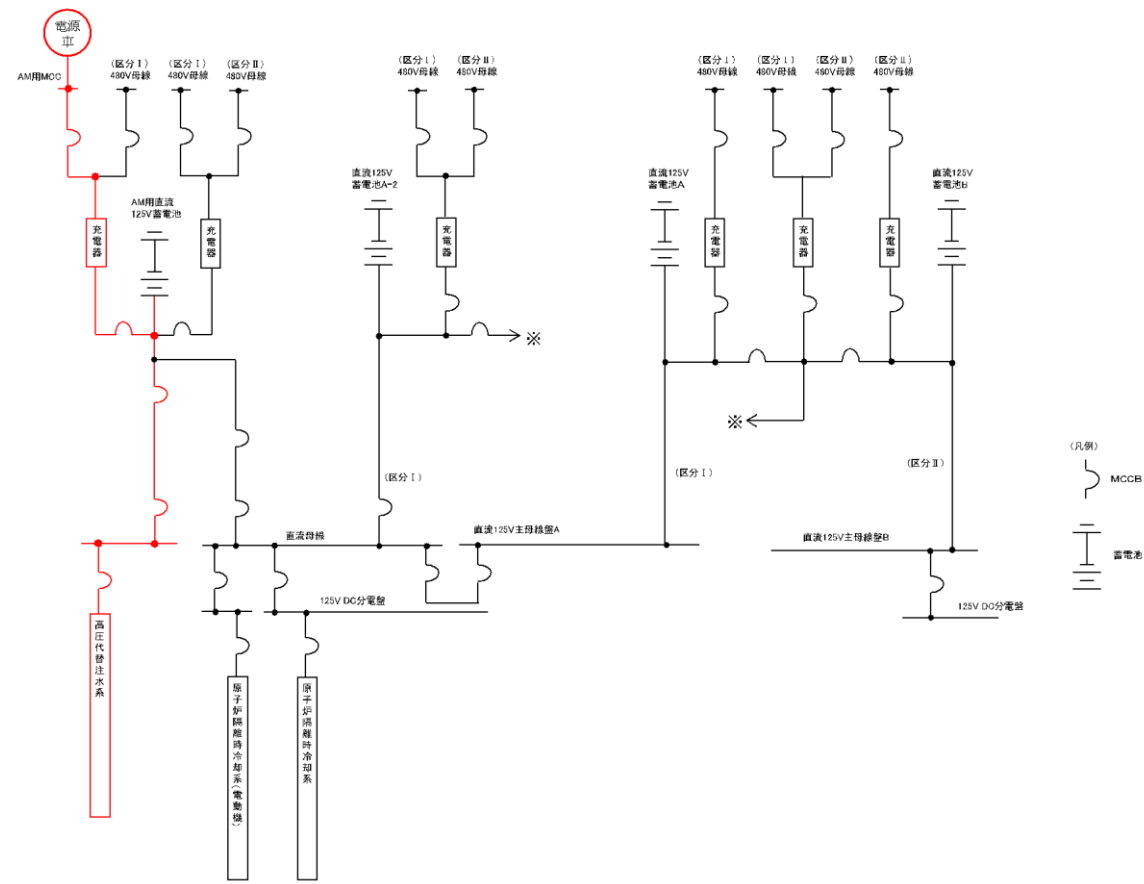 電源
車
AM用MCC
(区分Ⅰ)
480V母線
(区分Ⅰ)
480V母線
(区分Ⅱ)
480V母線
(区分Ⅰ)
480V母線
(区分Ⅱ)
480V母線
(区分Ⅰ)
480V母線
(区分Ⅰ)
480V母線
(区分Ⅱ)
480V母線
(区分Ⅱ)
480V母線
AM用直流
125V蓄電池
直流125V
蓄電池A-2
直流125V
蓄電池A
直流125V
蓄電池B
充電器
充電器
充電器
充電器
充電器
充電器
※
※
(区分Ⅰ)
(区分Ⅰ)
(区分Ⅱ)
(凡例)
MCCB
蓄電池
直流母線
直流125V主母線盤A
直流125V主母線盤B
125V DC分電盤
125V DC分電盤
高圧代替注水系
原子炉隔離時冷却系(電動機)
原子炉隔離時冷却系